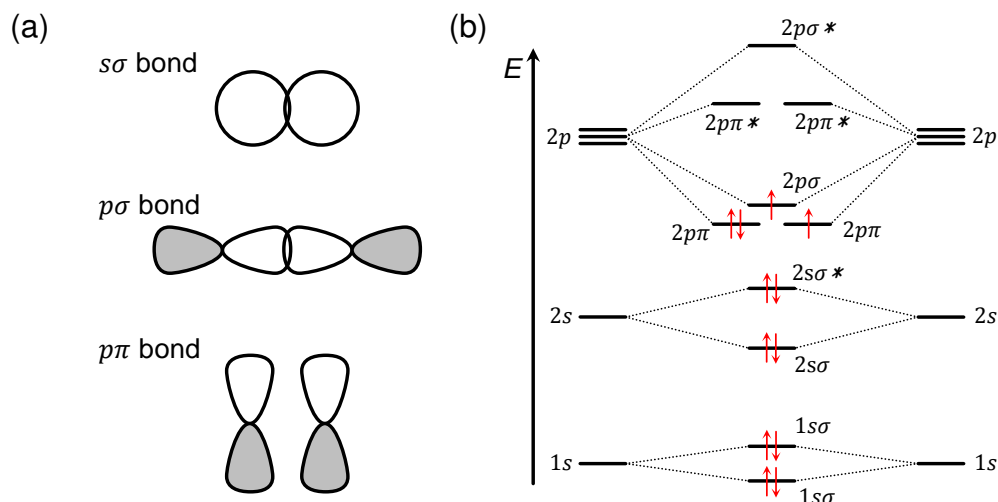 (a)
sσ bond
pσ bond
pπ bond
(b)
E
2pσ*
2pπ* 2pπ*
2p 2p
2pσ
2pπ 2pπ
2sσ*
2s 2s
2sσ
1sσ
1s 1s
1sσ